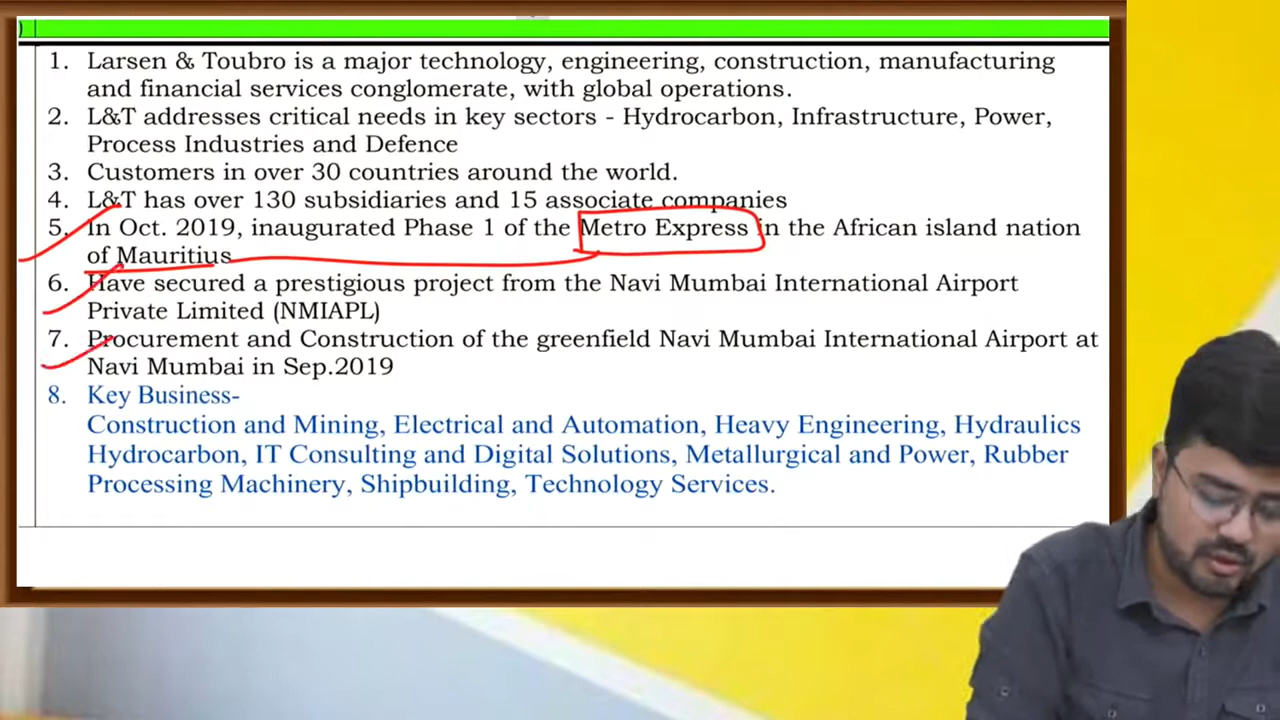 )
1. Larsen & Toubro is a major technology, engineering, construction, manufacturing
and financial services conglomerate, with global operations.
2. L&T addresses critical needs in key sectors - Hydrocarbon, Infrastructure, Power,
Process Industries and Defence
3. Customers in over 30 countries around the world.
4. L&T has over 130 subsidiaries and 15 associate companies
5. In Oct. 2019, inaugurated Phase 1 of the Metro Express in the African island nation
of Mauritius
6. Have secured a prestigious project from the Navi Mumbai International Airport
Private Limited (NMIAPL)
7. Procurement and Construction of the greenfield Navi Mumbai International Airport at
Navi Mumbai in Sep.2019
8. Key Business-
Construction and Mining, Electrical and Automation, Heavy Engineering, Hydraulics
Hydrocarbon, IT Consulting and Digital Solutions, Metallurgical and Power, Rubber
Processing Machinery, Shipbuilding, Technology Services.